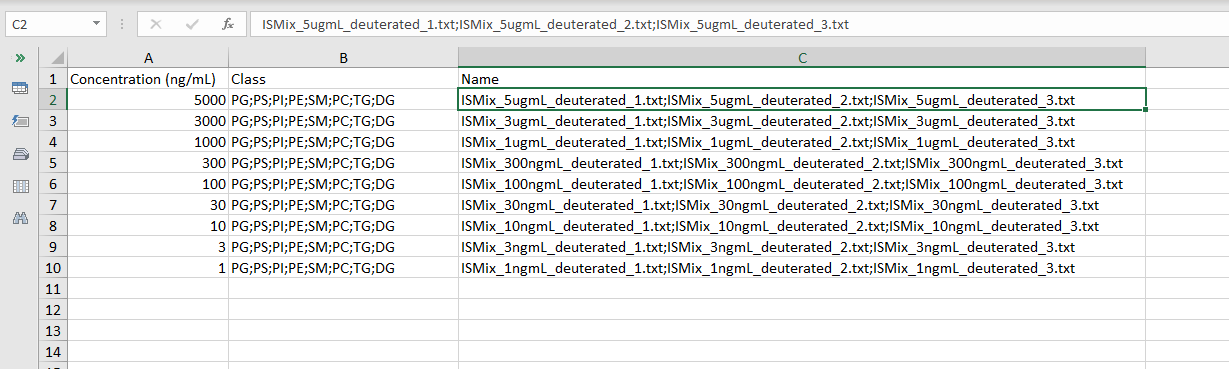 C2 fx ISMix_5ugmL_deuterated_1.txt;ISMix_5ugmL_deuterated_2.txt;ISMix_5ugmL_deuterated_3.txt
A B C
1 Concentration (ng/mL) Class Name
2 5000 PG;PS;PI;PE;SM;PC;TG;DG ISMix_5ugmL_deuterated_1.txt;ISMix_5ugmL_deuterated_2.txt;ISMix_5ugmL_deuterated_3.txt
3 3000 PG;PS;PI;PE;SM;PC;TG;DG ISMix_3ugmL_deuterated_1.txt;ISMix_3ugmL_deuterated_2.txt;ISMix_3ugmL_deuterated_3.txt
4 1000 PG;PS;PI;PE;SM;PC;TG;DG ISMix_1ugmL_deuterated_1.txt;ISMix_1ugmL_deuterated_2.txt;ISMix_1ugmL_deuterated_3.txt
5 300 PG;PS;PI;PE;SM;PC;TG;DG ISMix_300ngmL_deuterated_1.txt;ISMix_300ngmL_deuterated_2.txt;ISMix_300ngmL_deuterated_3.txt
6 100 PG;PS;PI;PE;SM;PC;TG;DG ISMix_100ngmL_deuterated_1.txt;ISMix_100ngmL_deuterated_2.txt;ISMix_100ngmL_deuterated_3.txt
7 30 PG;PS;PI;PE;SM;PC;TG;DG ISMix_30ngmL_deuterated_1.txt;ISMix_30ngmL_deuterated_2.txt;ISMix_30ngmL_deuterated_3.txt
8 10 PG;PS;PI;PE;SM;PC;TG;DG ISMix_10ngmL_deuterated_1.txt;ISMix_10ngmL_deuterated_2.txt;ISMix_10ngmL_deuterated_3.txt
9 3 PG;PS;PI;PE;SM;PC;TG;DG ISMix_3ngmL_deuterated_1.txt;ISMix_3ngmL_deuterated_2.txt;ISMix_3ngmL_deuterated_3.txt
10 1 PG;PS;PI;PE;SM;PC;TG;DG ISMix_1ngmL_deuterated_1.txt;ISMix_1ngmL_deuterated_2.txt;ISMix_1ngmL_deuterated_3.txt
11
12
13
14